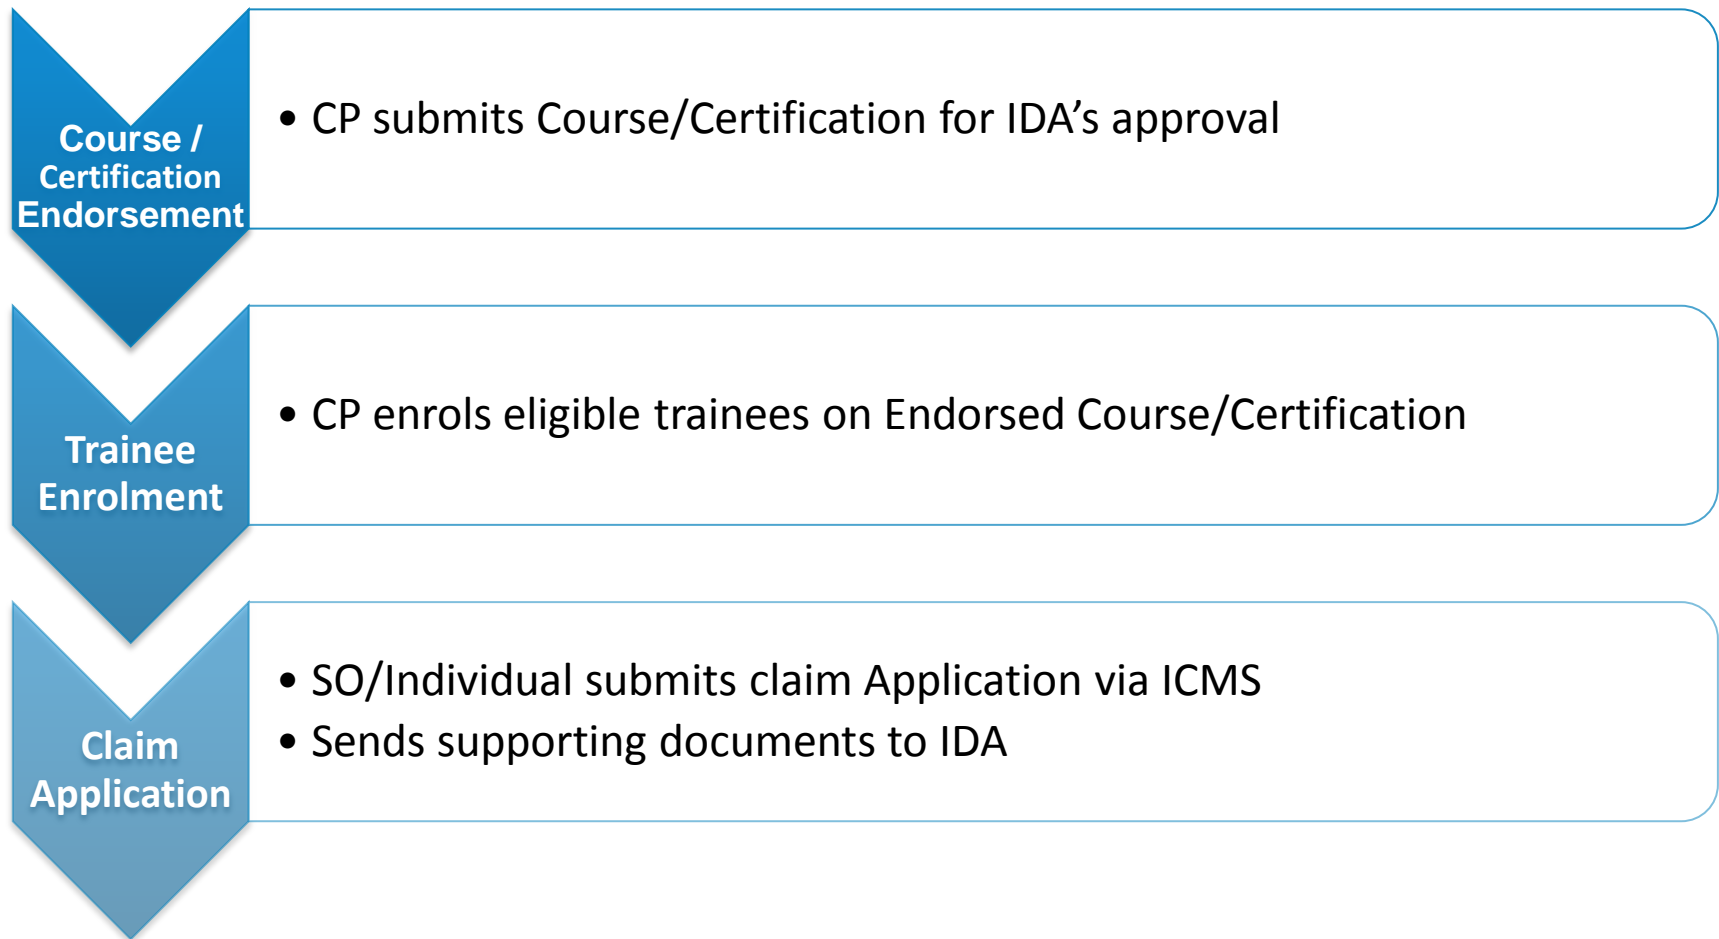 Course /
Certification
Endorsement
• CP submits Course/Certification for IDA’s approval
Trainee
Enrolment
• CP enrols eligible trainees on Endorsed Course/Certification
Claim
Application
• SO/Individual submits claim Application via ICMS
• Sends supporting documents to IDA